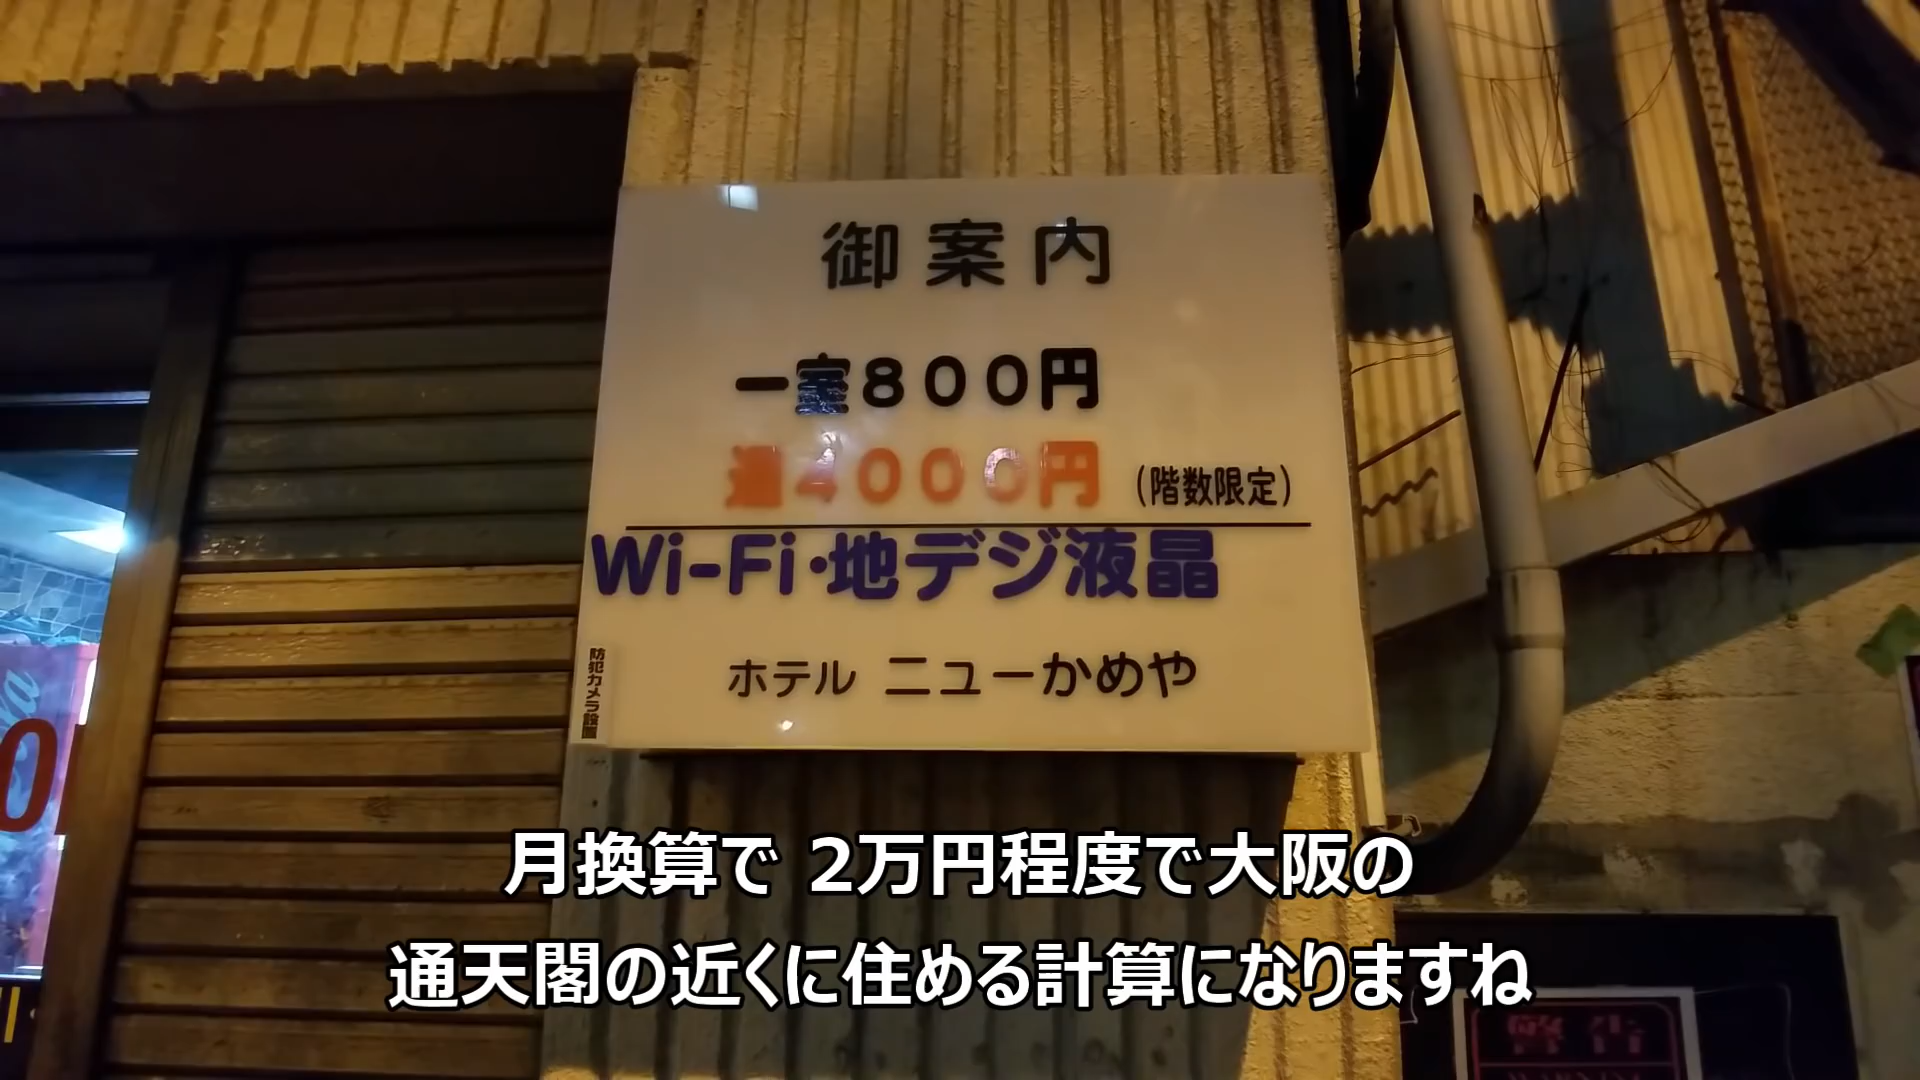 御案内
一室800円
週4000円 (階数限定)
Wi-Fi・地デジ液晶
ホテル ニューかめや
防犯カメラ設置
月換算で 2万円程度で大阪の
通天閣の近くに住める計算になりますね